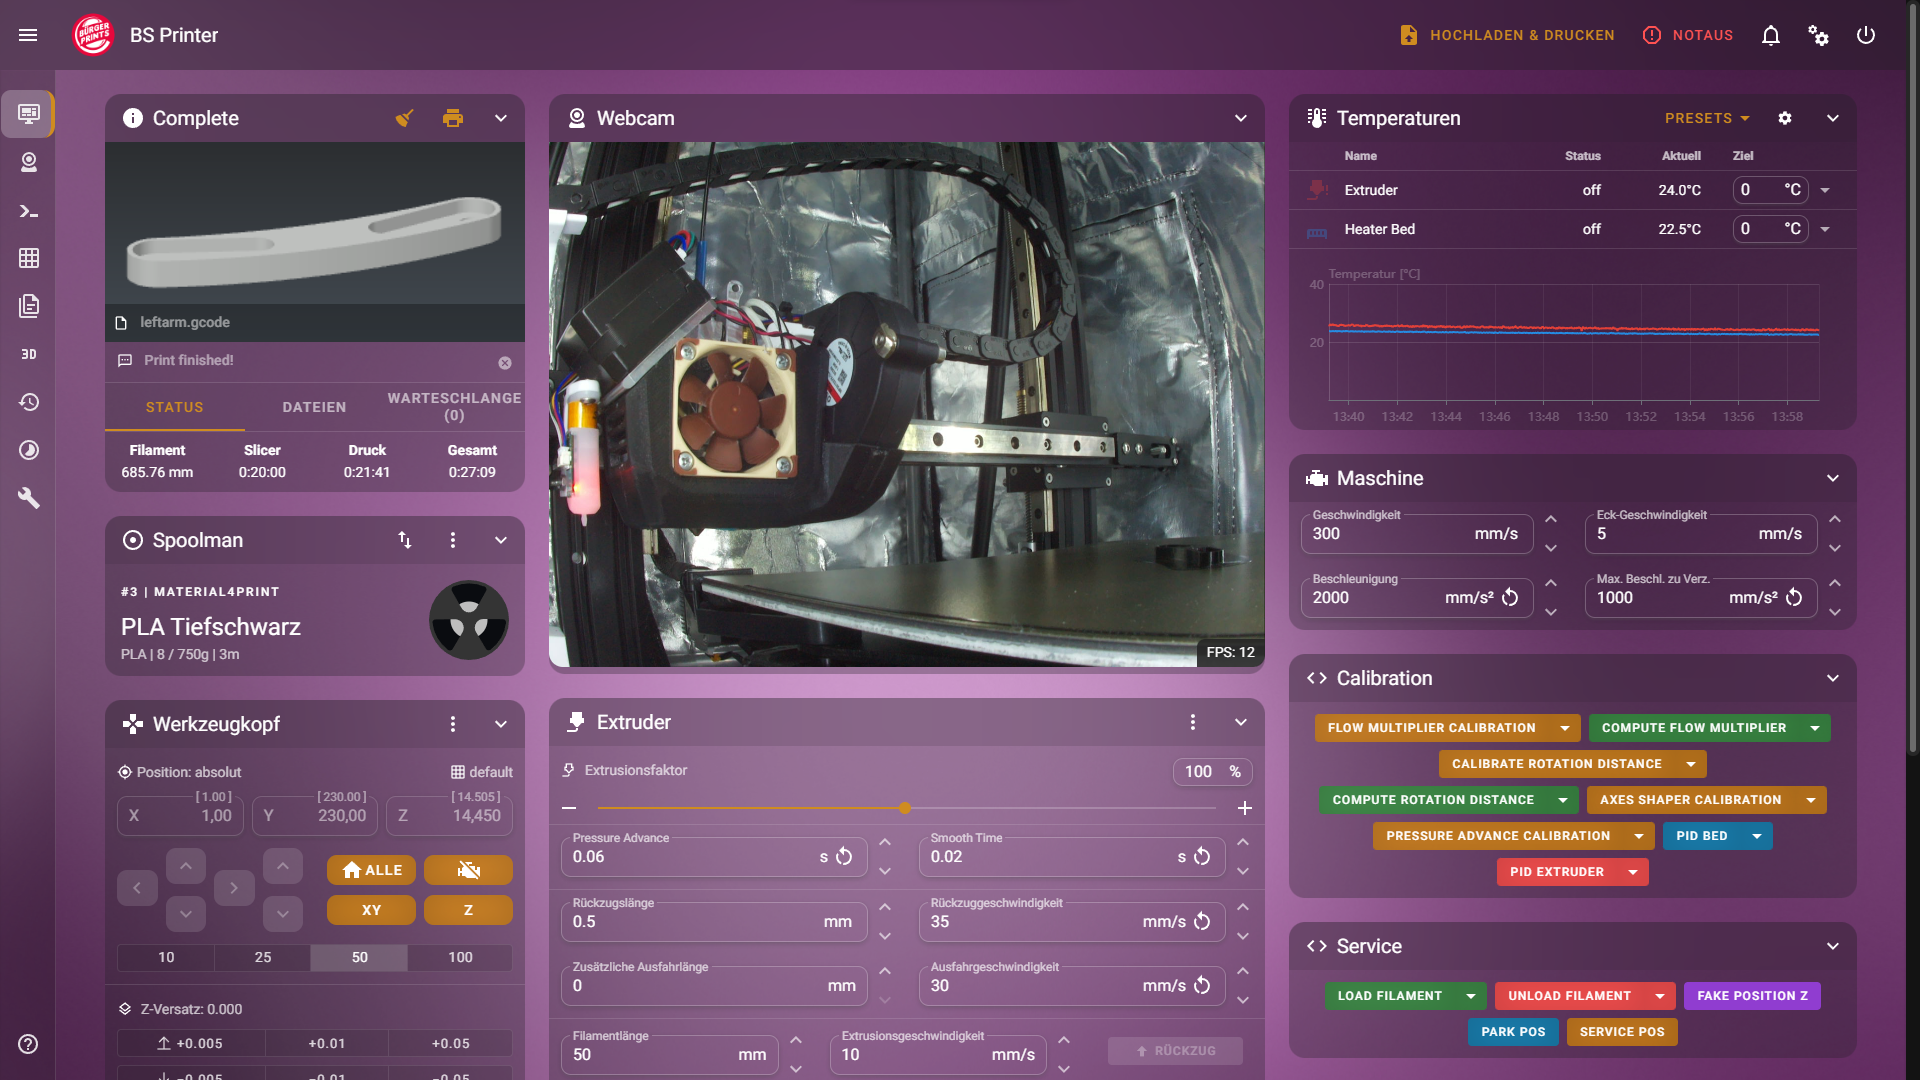 BÜRGER PRINTS
BS Printer
HOCHLADEN & DRUCKEN
NOTAUS
Complete
leftarm.gcode
Print finished!
STATUS
DATEIEN
WARTESCHLANGE (0)
Filament
Slicer
Druck
Gesamt
685.76 mm
0:20:00
0:21:41
0:27:09
Spoolman
#3 | MATERIAL4PRINT
PLA Tiefschwarz
PLA | 8 / 750g | 3m
Werkzeugkopf
Position: absolut
default
[ 1.00 ]
X
1,00
[ 230.00 ]
Y
230,00
[ 14.505 ]
Z
14,450
ALLE
XY
Z
10
25
50
100
Z-Versatz: 0.000
+0.005
+0.01
+0.05
-0.005
-0.01
-0.05
3D
Webcam
FPS: 12
Extruder
Extrusionsfaktor
100 %
Pressure Advance
0.06
s
Smooth Time
0.02
s
Rückzugslänge
0.5
mm
Rückzuggeschwindigkeit
35
mm/s
Zusätzliche Ausfahrlänge
0
mm
Ausfahrgeschwindigkeit
30
mm/s
Filamentlänge
50
mm
Extrusionsgeschwindigkeit
10
mm/s
RÜCKZUG
Temperaturen
PRESETS
Name
Status
Aktuell
Ziel
Extruder
off
24.0°C
0
°C
Heater Bed
off
22.5°C
0
°C
Temperatur [°C]
40
20
13:40
13:42
13:44
13:46
13:48
13:50
13:52
13:54
13:56
13:58
Maschine
Geschwindigkeit
300
mm/s
Eck-Geschwindigkeit
5
mm/s
Beschleunigung
2000
mm/s²
Max. Beschl. zu Verz.
1000
mm/s²
Calibration
FLOW MULTIPLIER CALIBRATION
COMPUTE FLOW MULTIPLIER
CALIBRATE ROTATION DISTANCE
COMPUTE ROTATION DISTANCE
AXES SHAPER CALIBRATION
PRESSURE ADVANCE CALIBRATION
PID BED
PID EXTRUDER
Service
LOAD FILAMENT
UNLOAD FILAMENT
FAKE POSITION Z
PARK POS
SERVICE POS